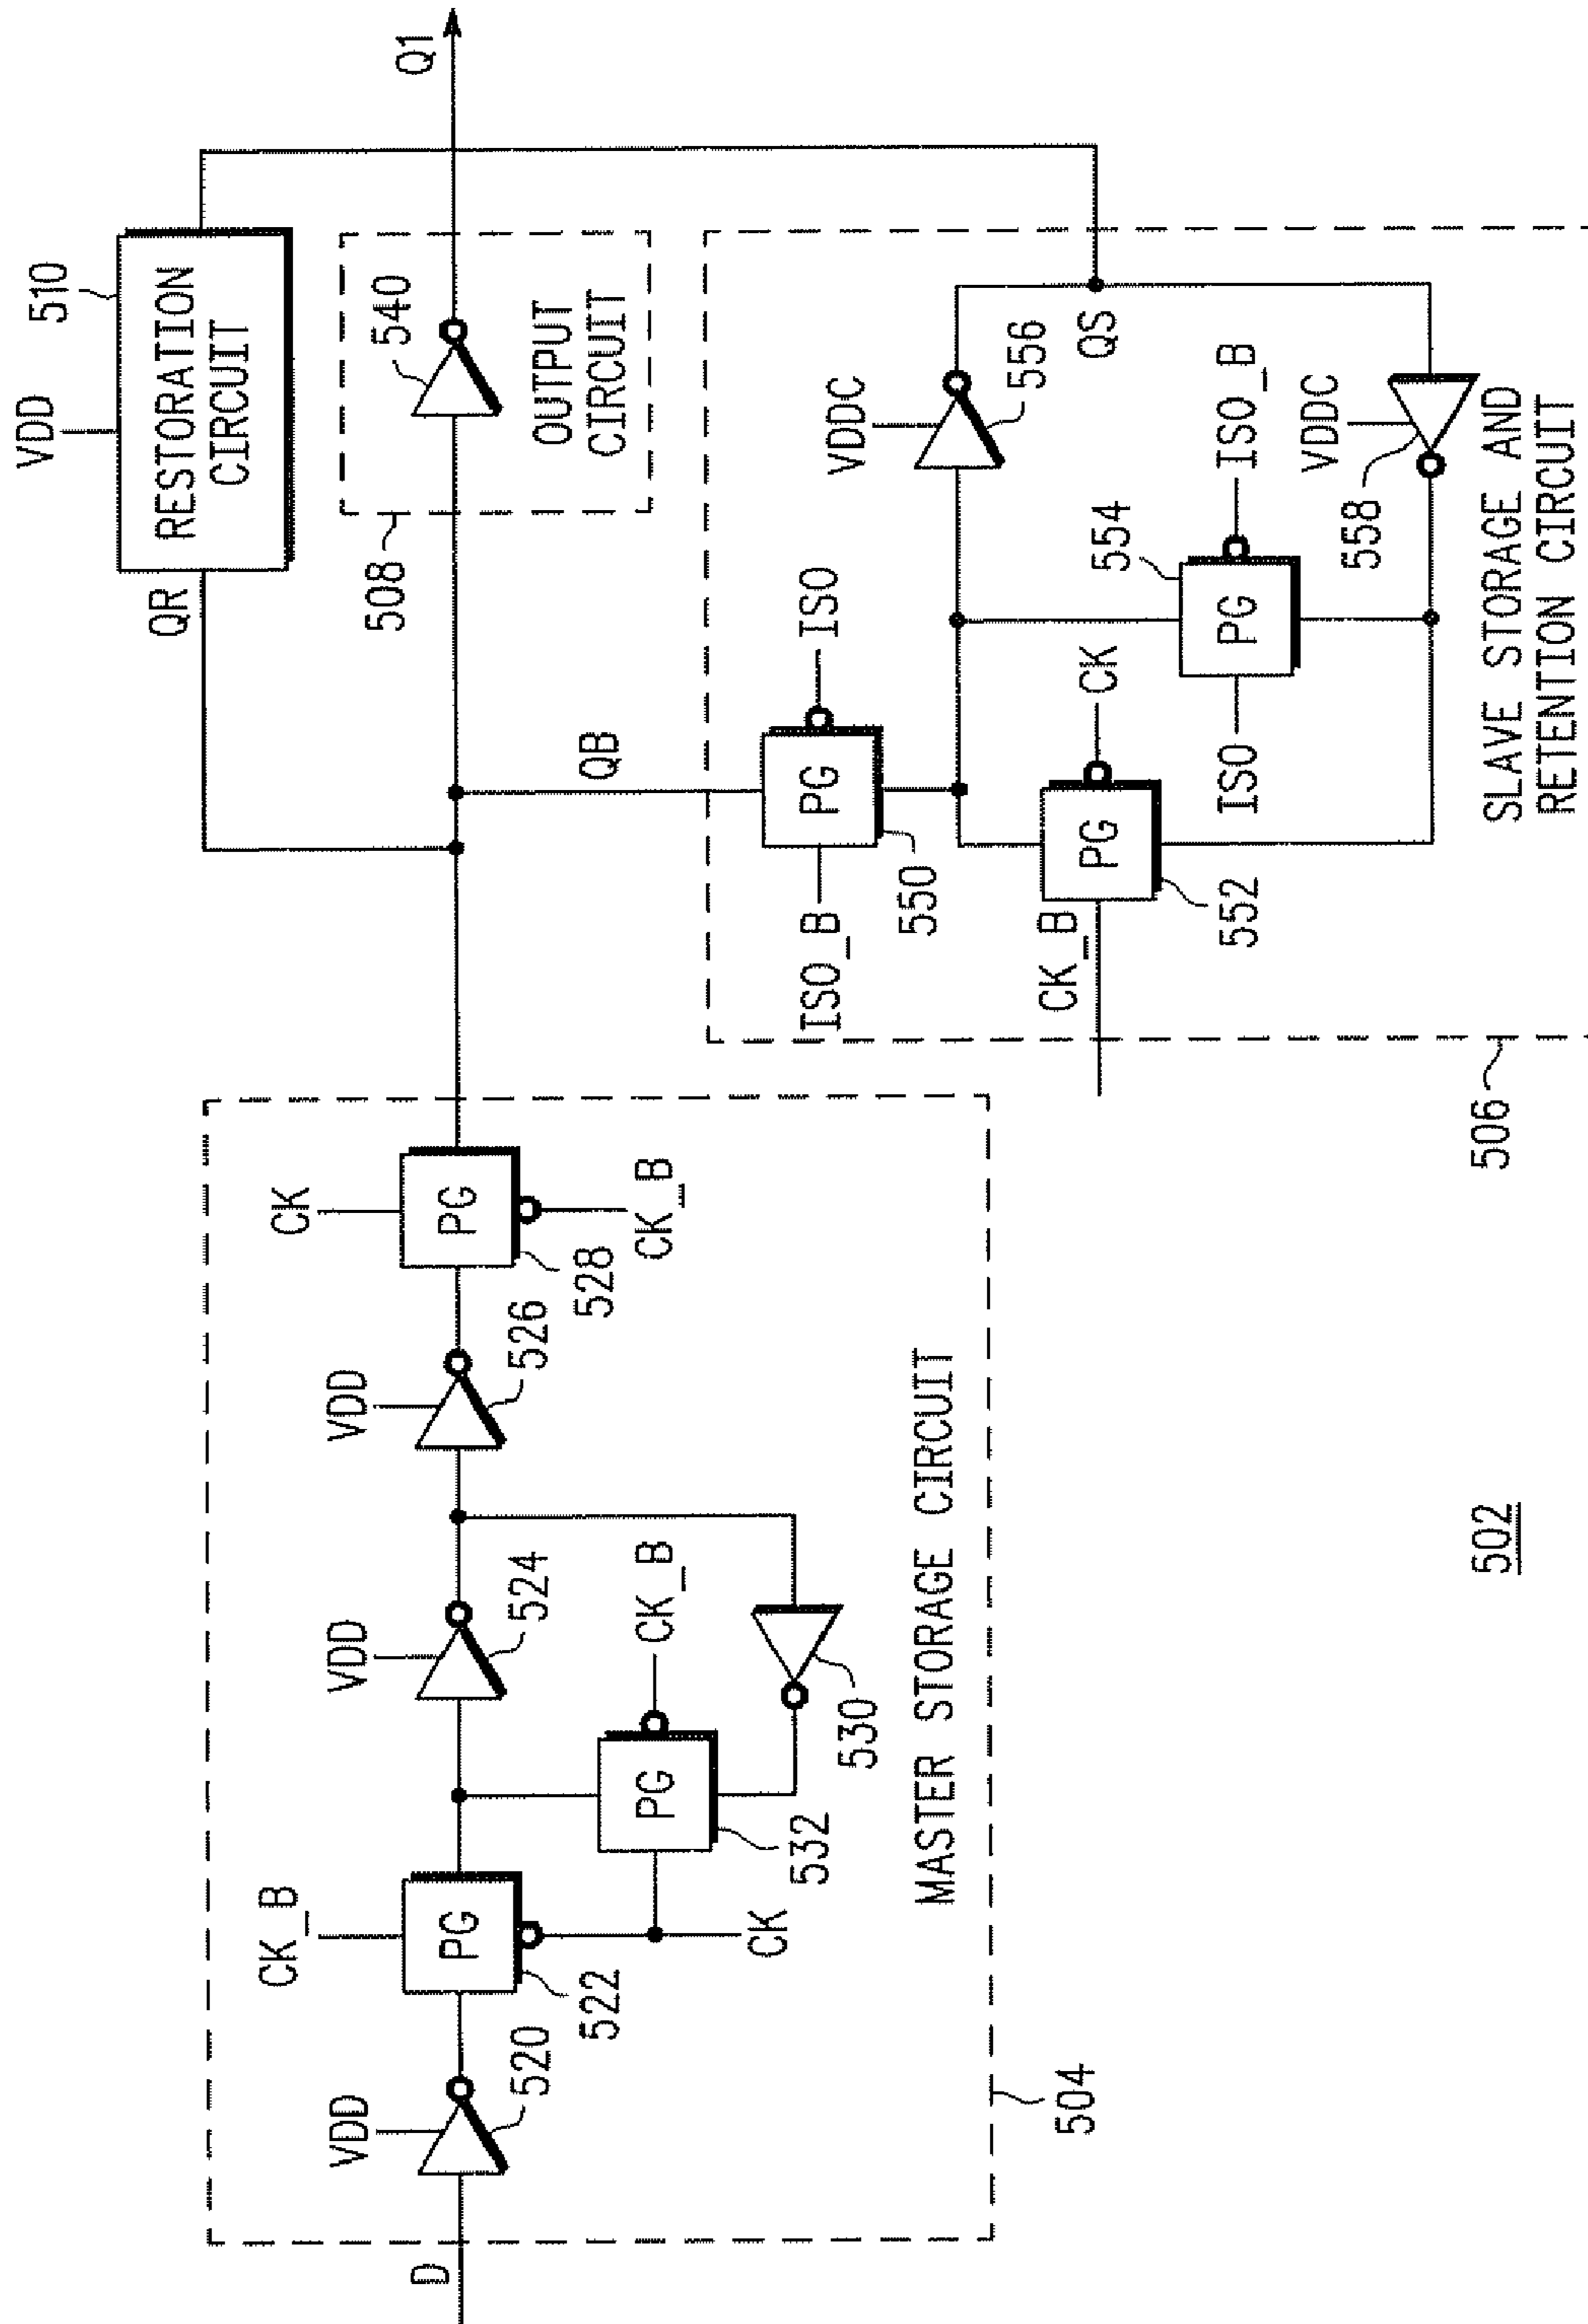 VDD
510
RESTORATION
CIRCUIT
QR
Q1
540
OUTPUT
CIRCUIT
508
QB
CK
528
CK_B
VDD
526
VDD
524
CK_B
PG
PG
532
530
CK_B
PG
522
CK
VDD
520
D
MASTER STORAGE CIRCUIT
504
ISO
PG
ISO_B
550
VDDC
556
QS
CK
PG
CK_B
552
554
PG
ISO
ISO_B
VDDC
558
SLAVE STORAGE AND
RETENTION CIRCUIT
506
502